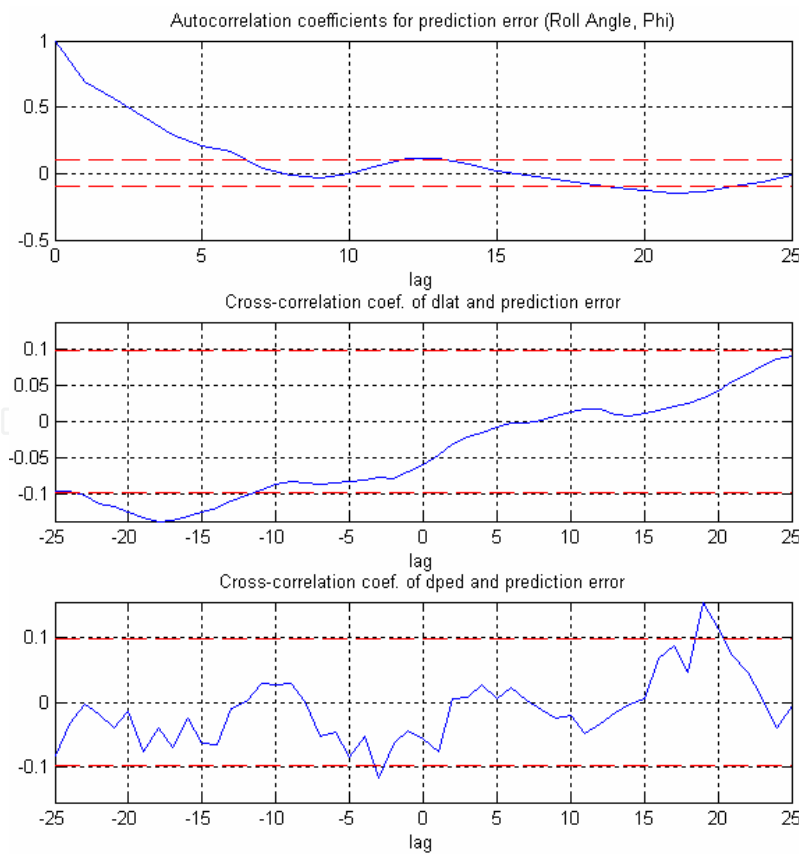 Autocorrelation coefficients for prediction error (Roll Angle, Phi)
1
0.5
0
-0.5
0 5 10 15 20 25
lag
Cross-correlation coef. of dlat and prediction error
0.1
0.05
0
-0.05
-0.1
-25 -20 -15 -10 -5 0 5 10 15 20 25
lag
Cross-correlation coef. of dped and prediction error
0.1
0
-0.1
-25 -20 -15 -10 -5 0 5 10 15 20 25
lag